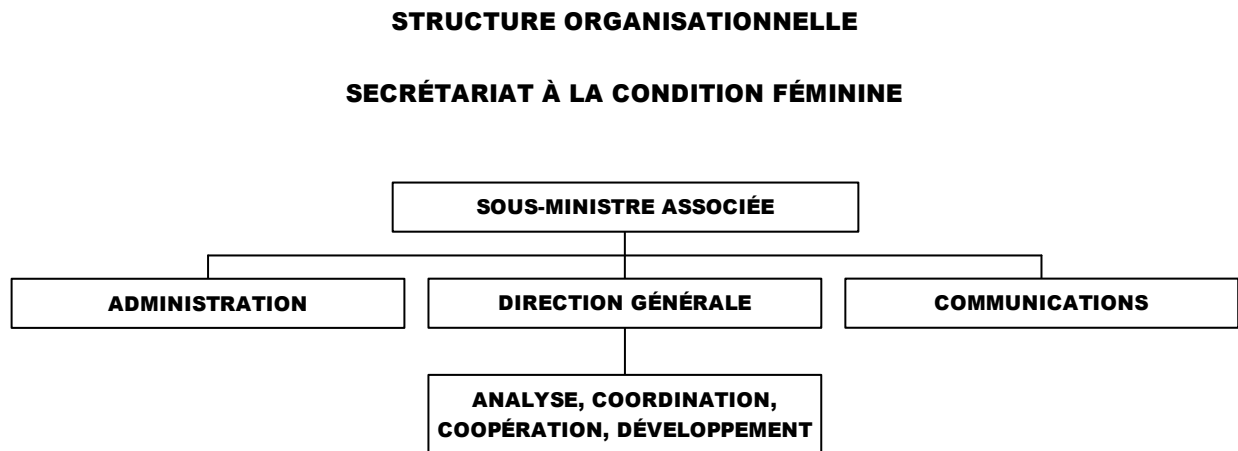 STRUCTURE ORGANISATIONNELLE
SECRÉTARIAT À LA CONDITION FÉMININE
SOUS-MINISTRE ASSOCIÉE
ADMINISTRATION
DIRECTION GÉNÉRALE
COMMUNICATIONS
ANALYSE, COORDINATION,
COOPÉRATION, DÉVELOPPEMENT